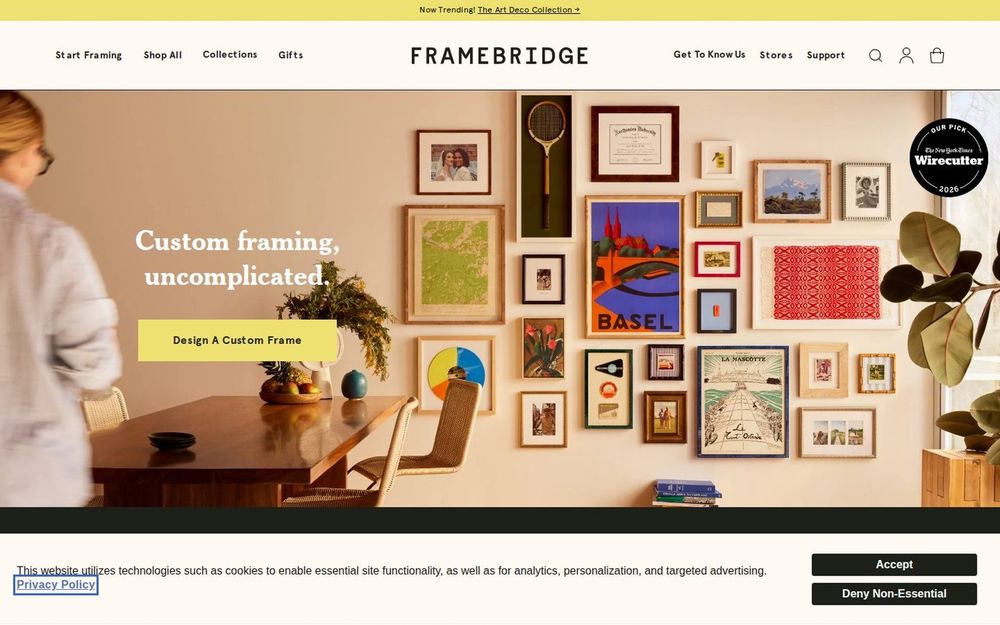 Now Trending! The Art Deco Collection →
Start Framing
Shop All
Collections
Gifts
FRAMEBRIDGE
Get To Know Us
Stores
Support
OUR PICK
The New York Times
Wirecutter
2026
Custom framing,
uncomplicated.
Design A Custom Frame
BASEL
LA MASCOTTE
This website utilizes technologies such as cookies to enable essential site functionality, as well as for analytics, personalization, and targeted advertising.
Privacy Policy
Accept
Deny Non-Essential